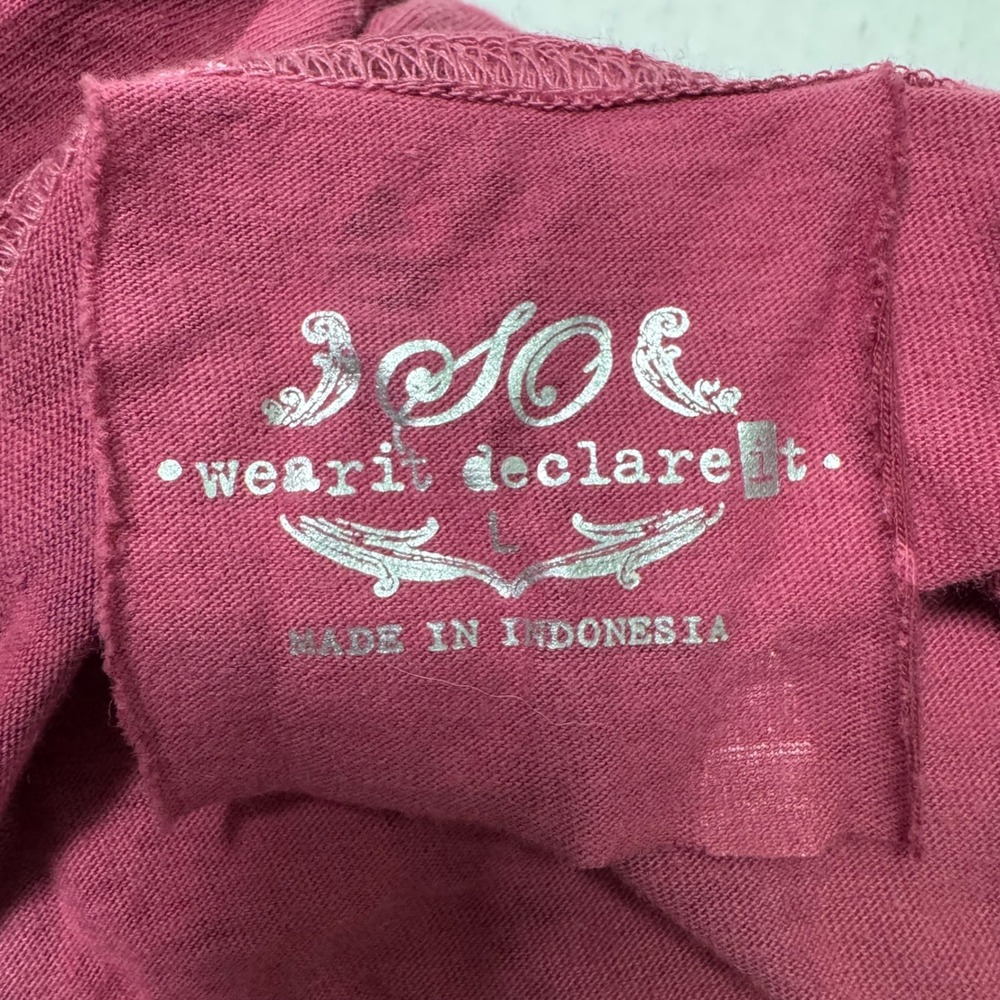 SO
•wearit declareit•
L
MADE IN INDONESIA